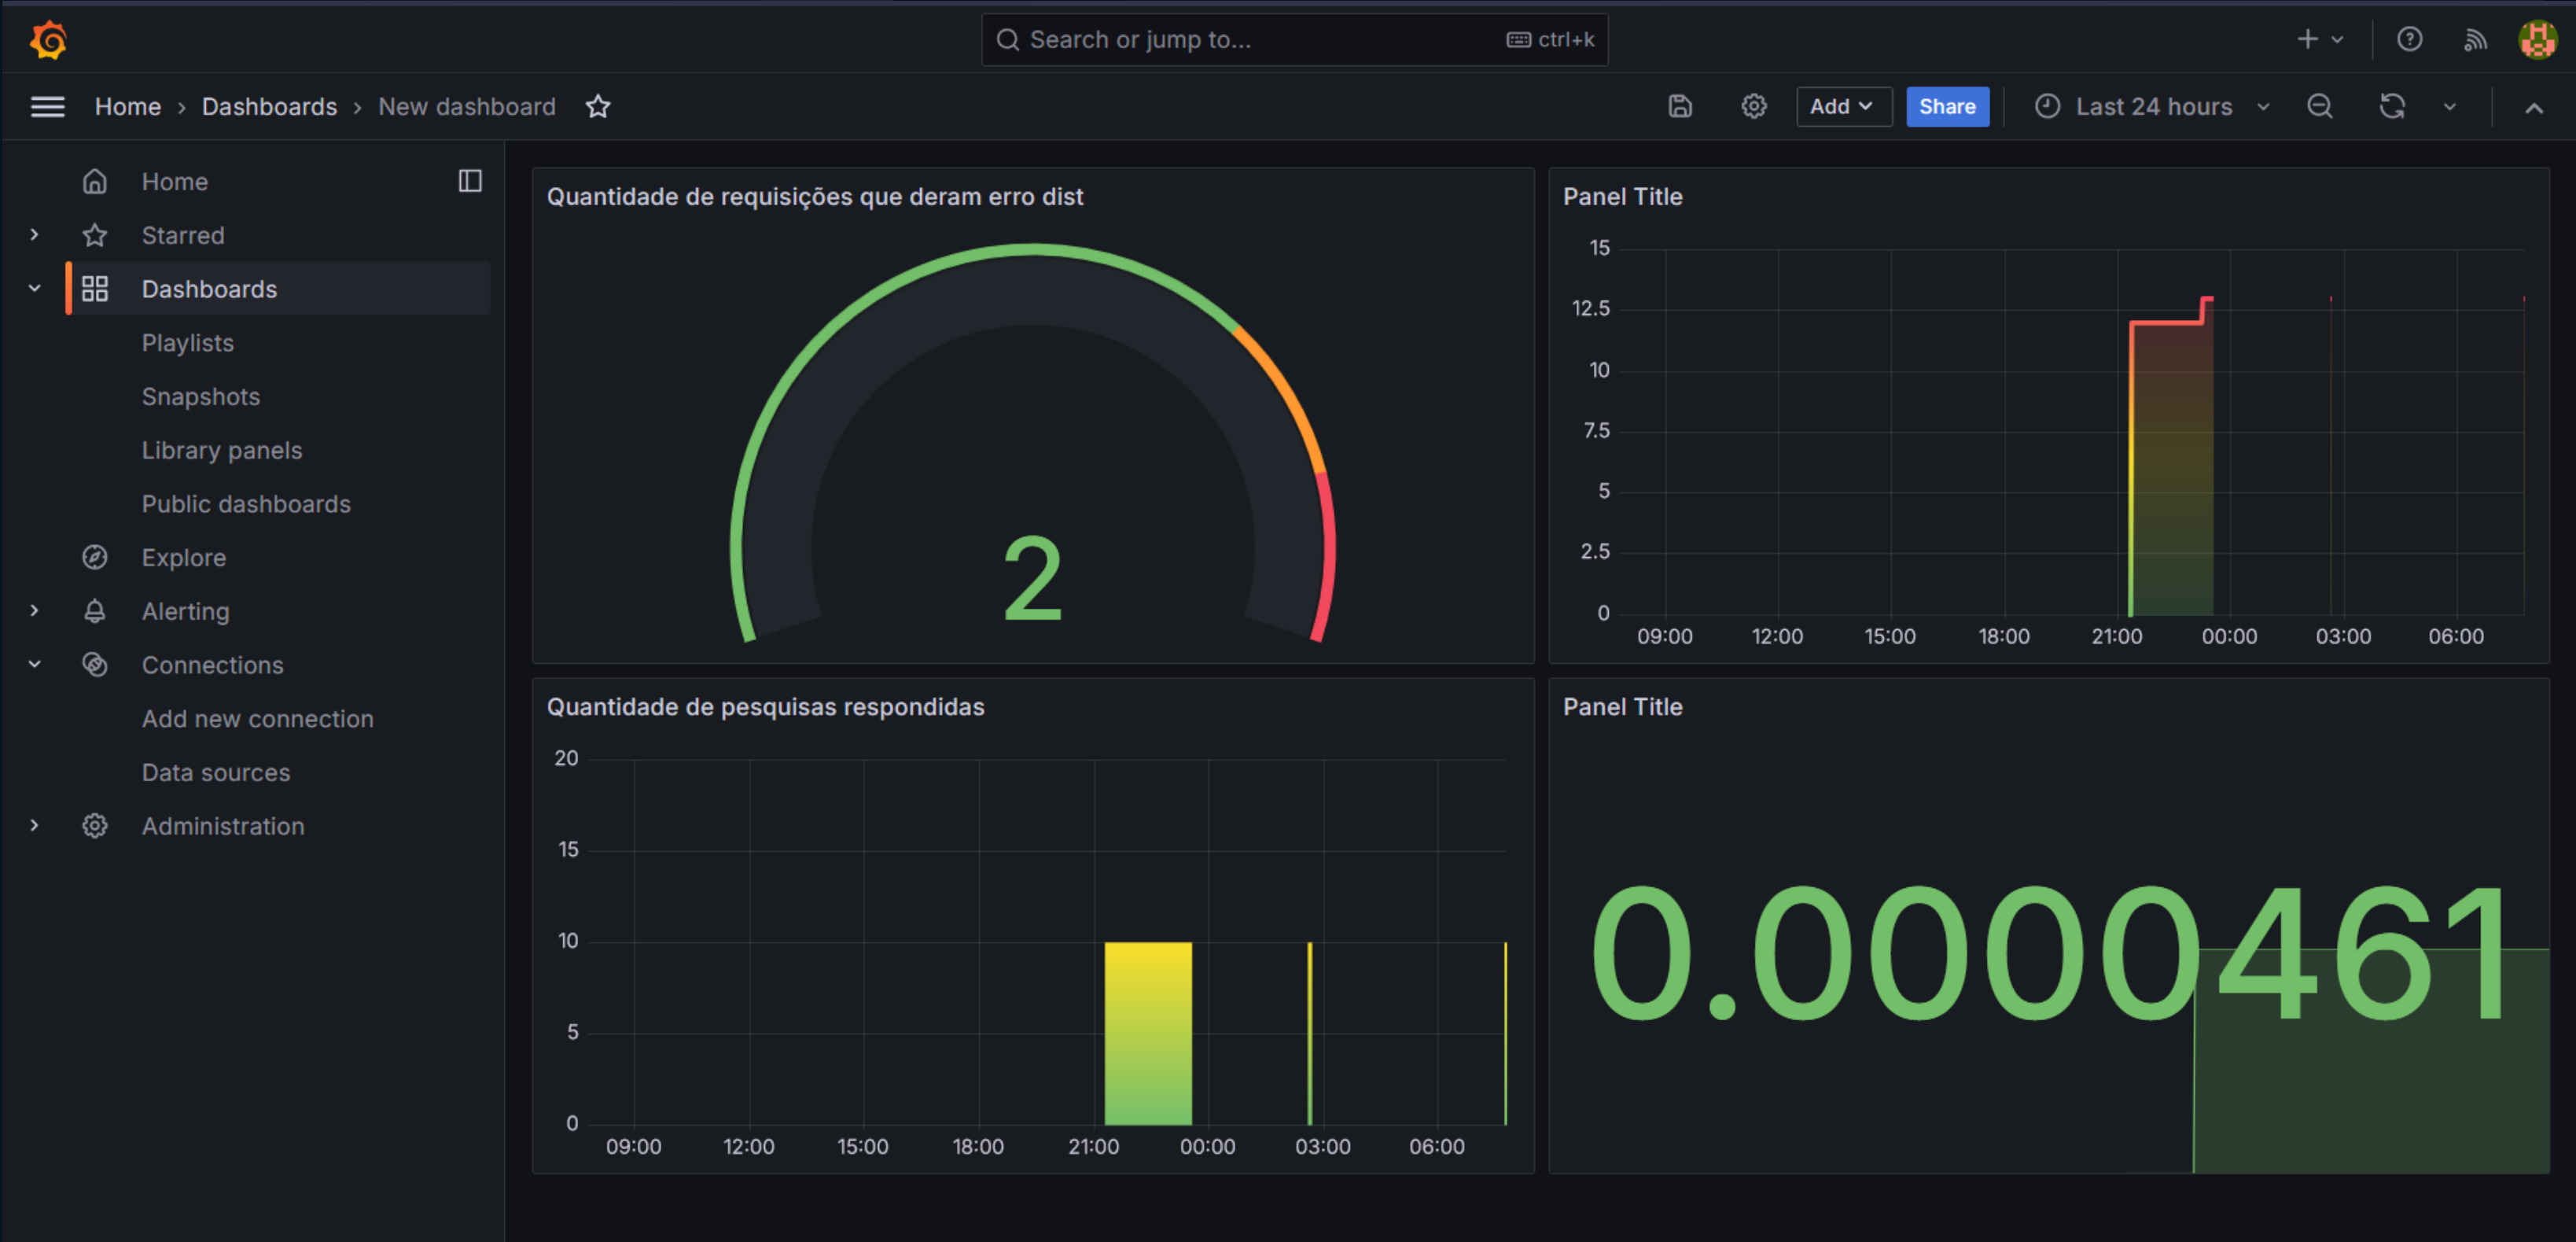 Search or jump to...
ctrl+k
Home › Dashboards › New dashboard
Add
Share
Last 24 hours
Home
Starred
Dashboards
Playlists
Snapshots
Library panels
Public dashboards
Explore
Alerting
Connections
Add new connection
Data sources
Administration
Quantidade de requisições que deram erro dist
2
Panel Title
15
12.5
10
7.5
5
2.5
0
09:00 12:00 15:00 18:00 21:00 00:00 03:00 06:00
Quantidade de pesquisas respondidas
20
15
10
5
0
09:00 12:00 15:00 18:00 21:00 00:00 03:00 06:00
Panel Title
0.0000461